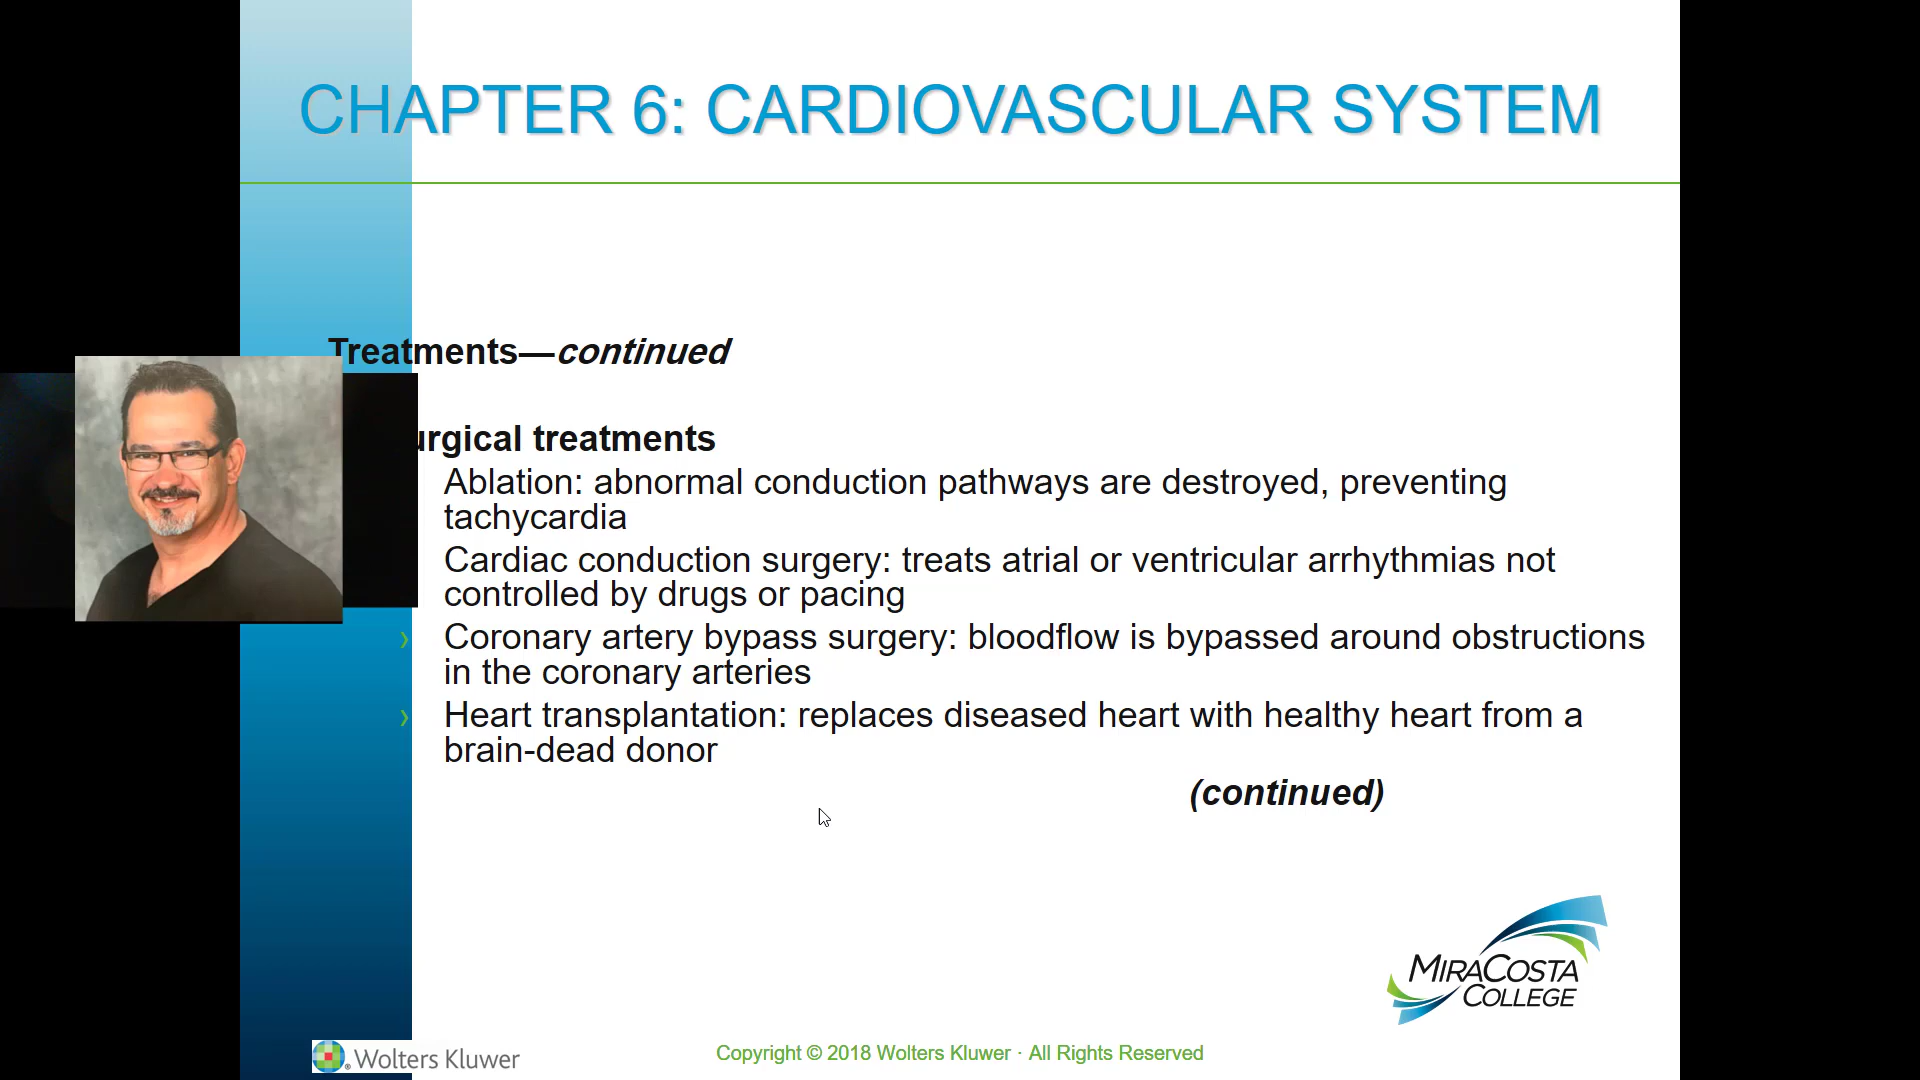 CHAPTER 6: CARDIOVASCULAR SYSTEM
Treatments—continued
urgical treatments
Ablation: abnormal conduction pathways are destroyed, preventing
tachycardia
Cardiac conduction surgery: treats atrial or ventricular arrhythmias not
controlled by drugs or pacing
Coronary artery bypass surgery: bloodflow is bypassed around obstructions
in the coronary arteries
Heart transplantation: replaces diseased heart with healthy heart from a
brain-dead donor
(continued)
MIRACOSTA
COLLEGE
Wolters Kluwer
Copyright © 2018 Wolters Kluwer · All Rights Reserved